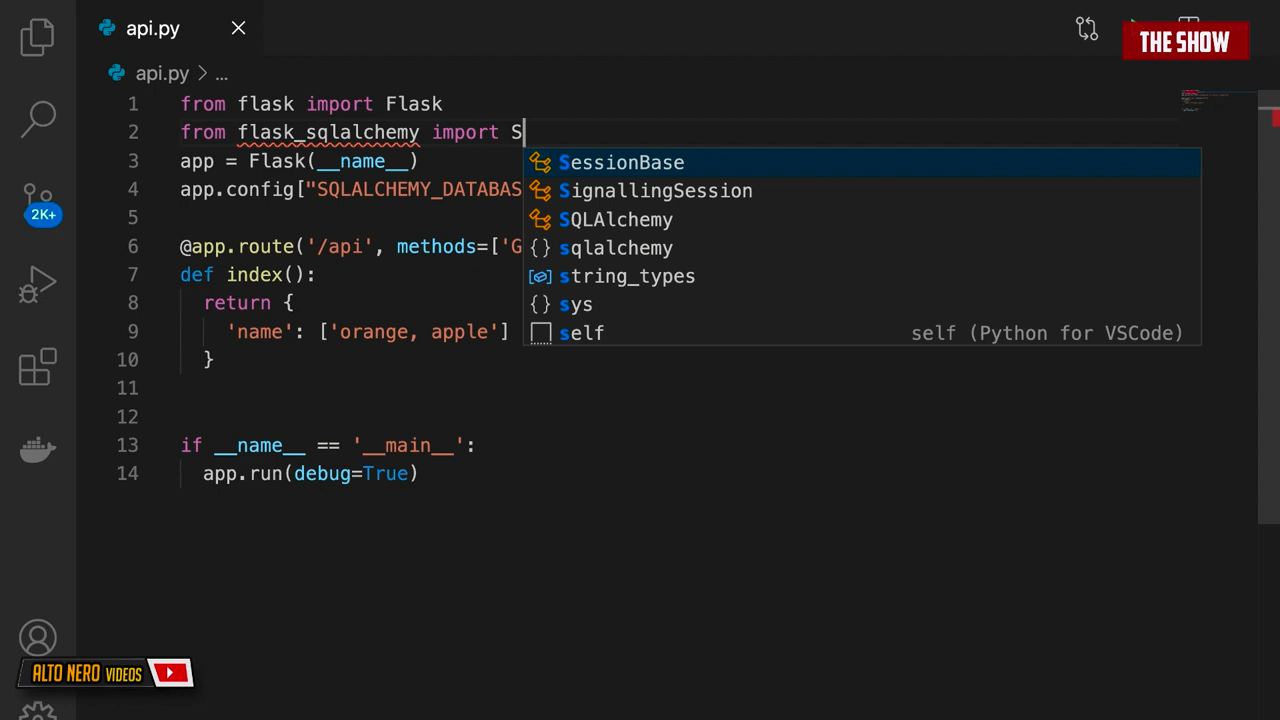 api.py
THE SHOW
api.py > ...
1 from flask import Flask
2 from flask_sqlalchemy import S
3 app = Flask(__name__)
4 app.config["SQLALCHEMY_DATABAS
5
6 @app.route('/api', methods=['G
7 def index():
8 return {
9 'name': ['orange, apple']
10 }
11
12
13 if __name__ == '__main__':
14 app.run(debug=True)
SessionBase
SignallingSession
SQLAlchemy
{} sqlalchemy
string_types
{} sys
self self (Python for VSCode)
2K+
ALTO NERO VIDEOS